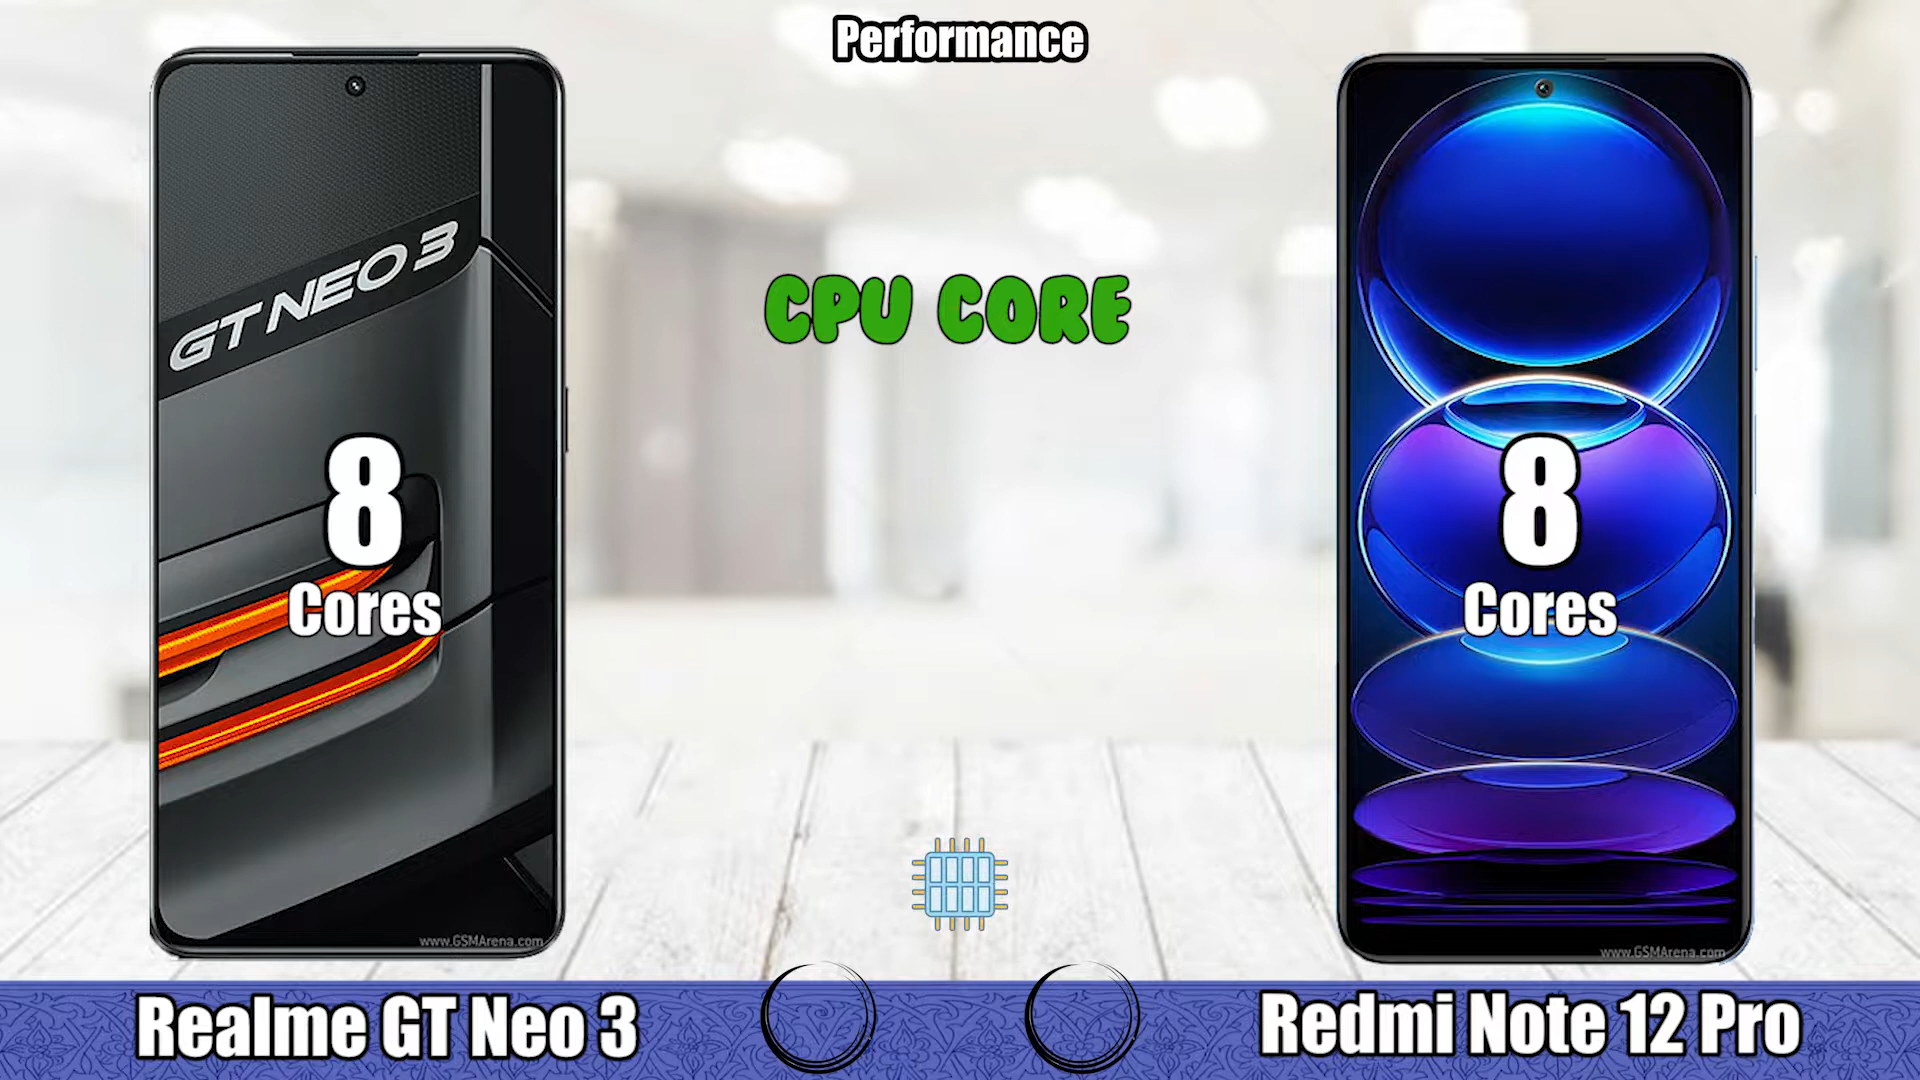 Performance
GT NEO 3
CPU CORE
8
Cores
8
Cores
www.GSMArena.com
www.GSMArena.com
Realme GT Neo 3
Redmi Note 12 Pro